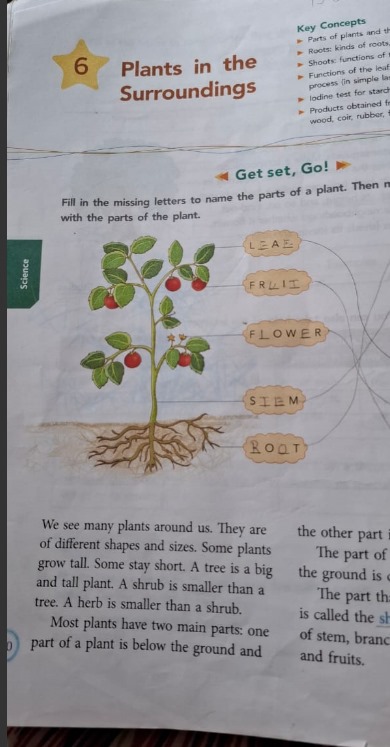 6
Plants in the
Surroundings
Key Concepts
Parts of plants and
Roots: kinds of roots,
Shoots: functions of
Functions of the leaf
process (in simple
Iodine test for starch
Products obtained
wood, coir, rubber,
Get set, Go!
Fill in the missing letters to name the parts of a plant. Then
with the parts of the plant.
Science
LEAF
FRUIT
FLOWER
STEM
ROOT
We see many plants around us. They are
of different shapes and sizes. Some plants
grow tall. Some stay short. A tree is a big
and tall plant. A shrub is smaller than a
tree. A herb is smaller than a shrub.
Most plants have two main parts: one
part of a plant is below the ground and
the other part
The part of
the ground is
The part
is called the
of stem,
and fruits.